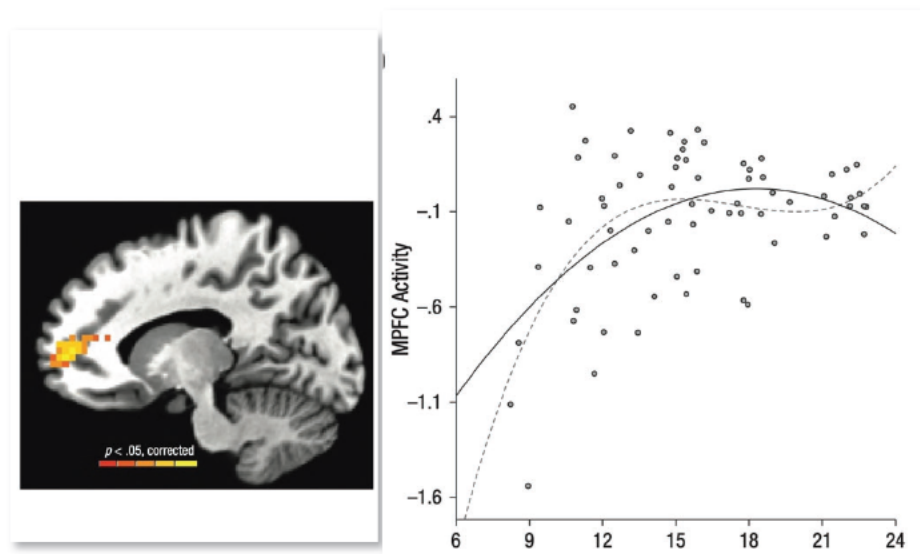 p < .05, corrected
MPFC Activity
.4
–.1
–.6
–1.1
–1.6
6 9 12 15 18 21 24